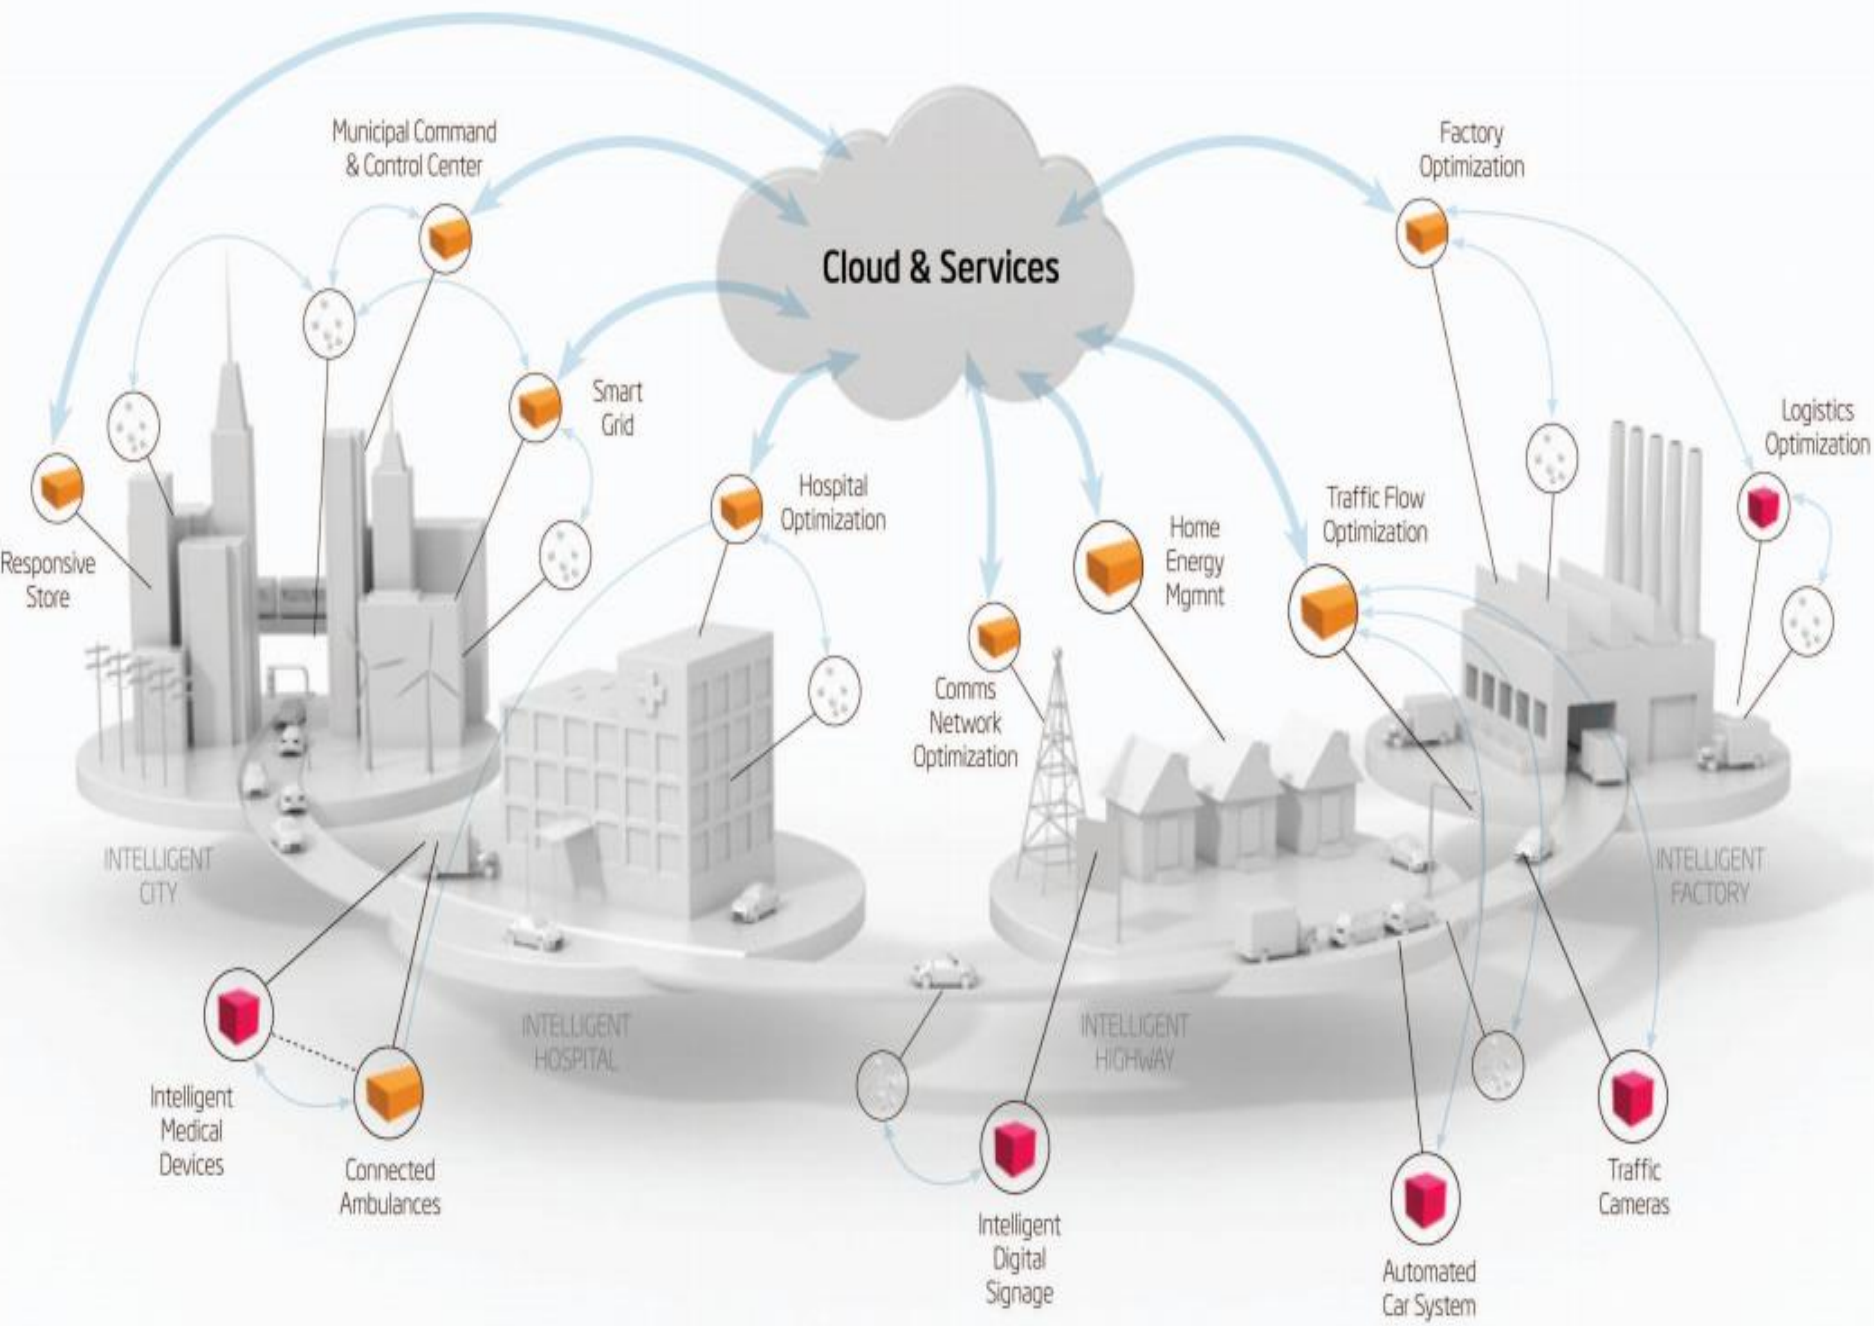 Municipal Command
& Control Center
Factory
Optimization
Cloud & Services
Smart
Grid
Logistics
Optimization
Hospital
Optimization
Traffic Flow
Optimization
Home
Energy
Mgmnt
Responsive
Store
Comms
Network
Optimization
INTELLIGENT
CITY
INTELLIGENT
FACTORY
INTELLIGENT
HOSPITAL
INTELLIGENT
HIGHWAY
Intelligent
Medical
Devices
Connected
Ambulances
Intelligent
Digital
Signage
Traffic
Cameras
Automated
Car System